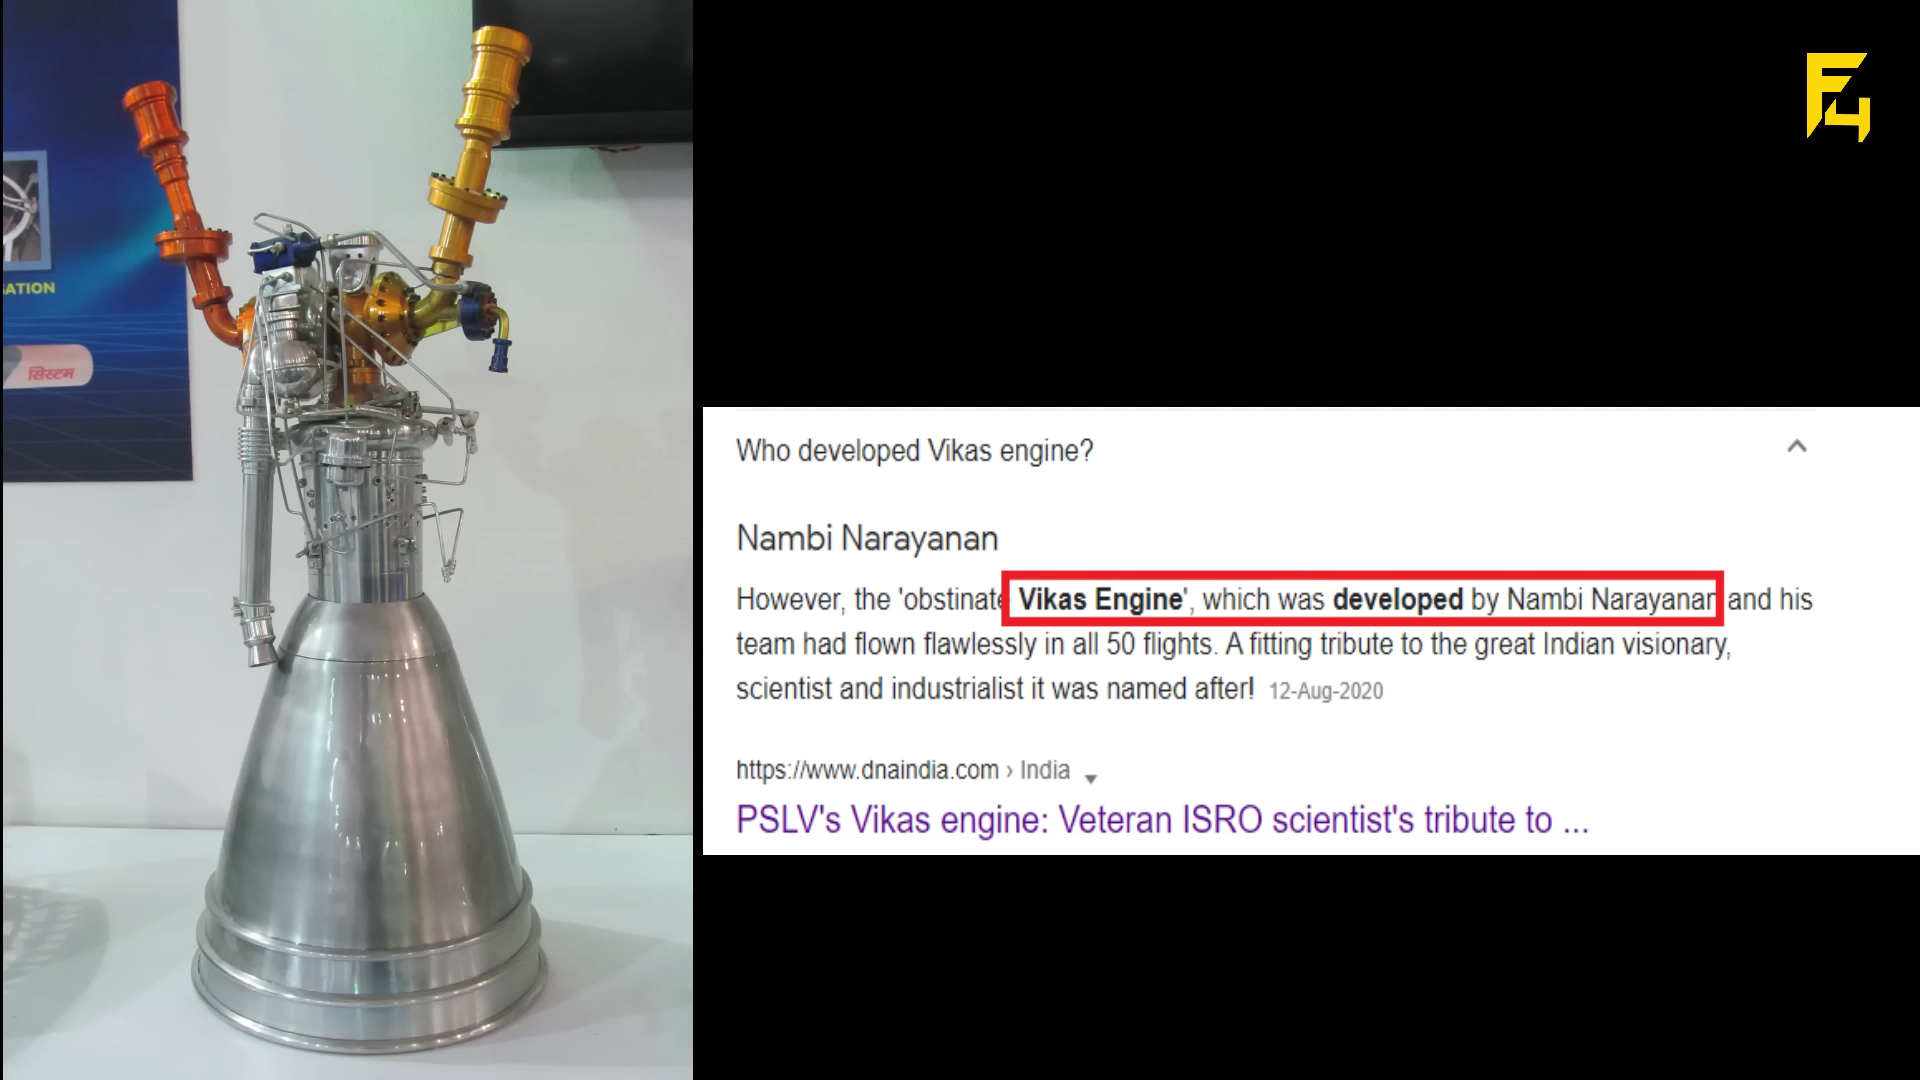 SATION
सिस्टम
F4
Who developed Vikas engine?
Nambi Narayanan
However, the 'obstinate Vikas Engine', which was developed by Nambi Narayanan and his
team had flown flawlessly in all 50 flights. A fitting tribute to the great Indian visionary,
scientist and industrialist it was named after! 12-Aug-2020
https://www.dnaindia.com › India
PSLV's Vikas engine: Veteran ISRO scientist's tribute to ...